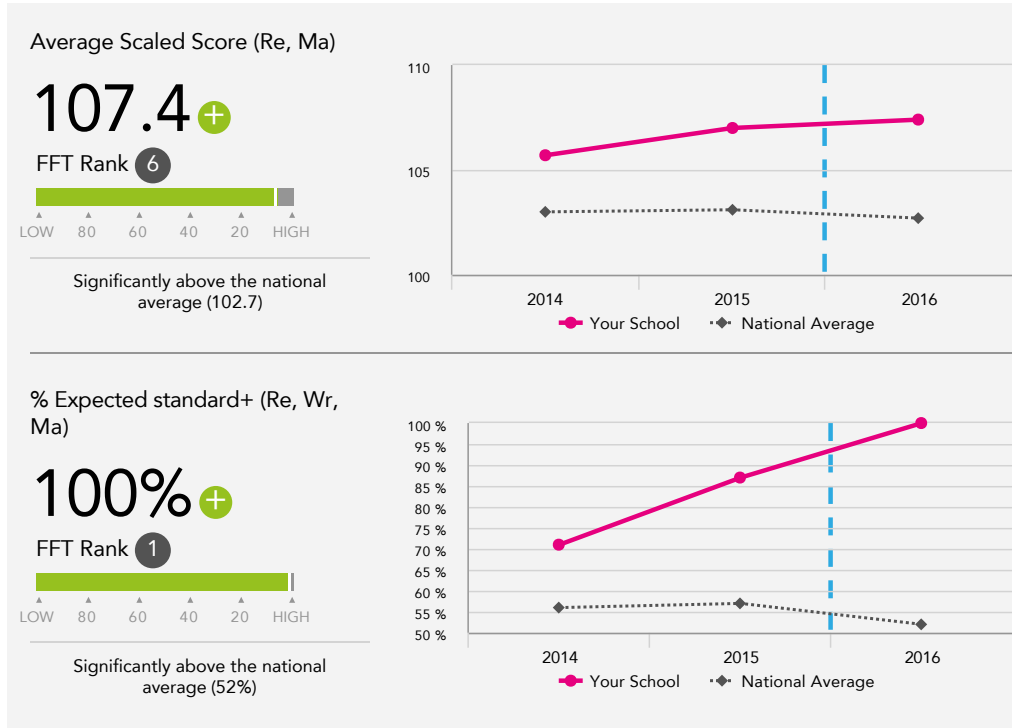 Average Scaled Score (Re, Ma)
107.4 +
FFT Rank 6
LOW 80 60 40 20 HIGH
Significantly above the national
average (102.7)
110
105
100
2014 2015 2016
Your School National Average
% Expected standard+ (Re, Wr,
Ma)
100% +
FFT Rank 1
LOW 80 60 40 20 HIGH
Significantly above the national
average (52%)
100 %
95 %
90 %
85 %
80 %
75 %
70 %
65 %
60 %
55 %
50 %
2014 2015 2016
Your School National Average